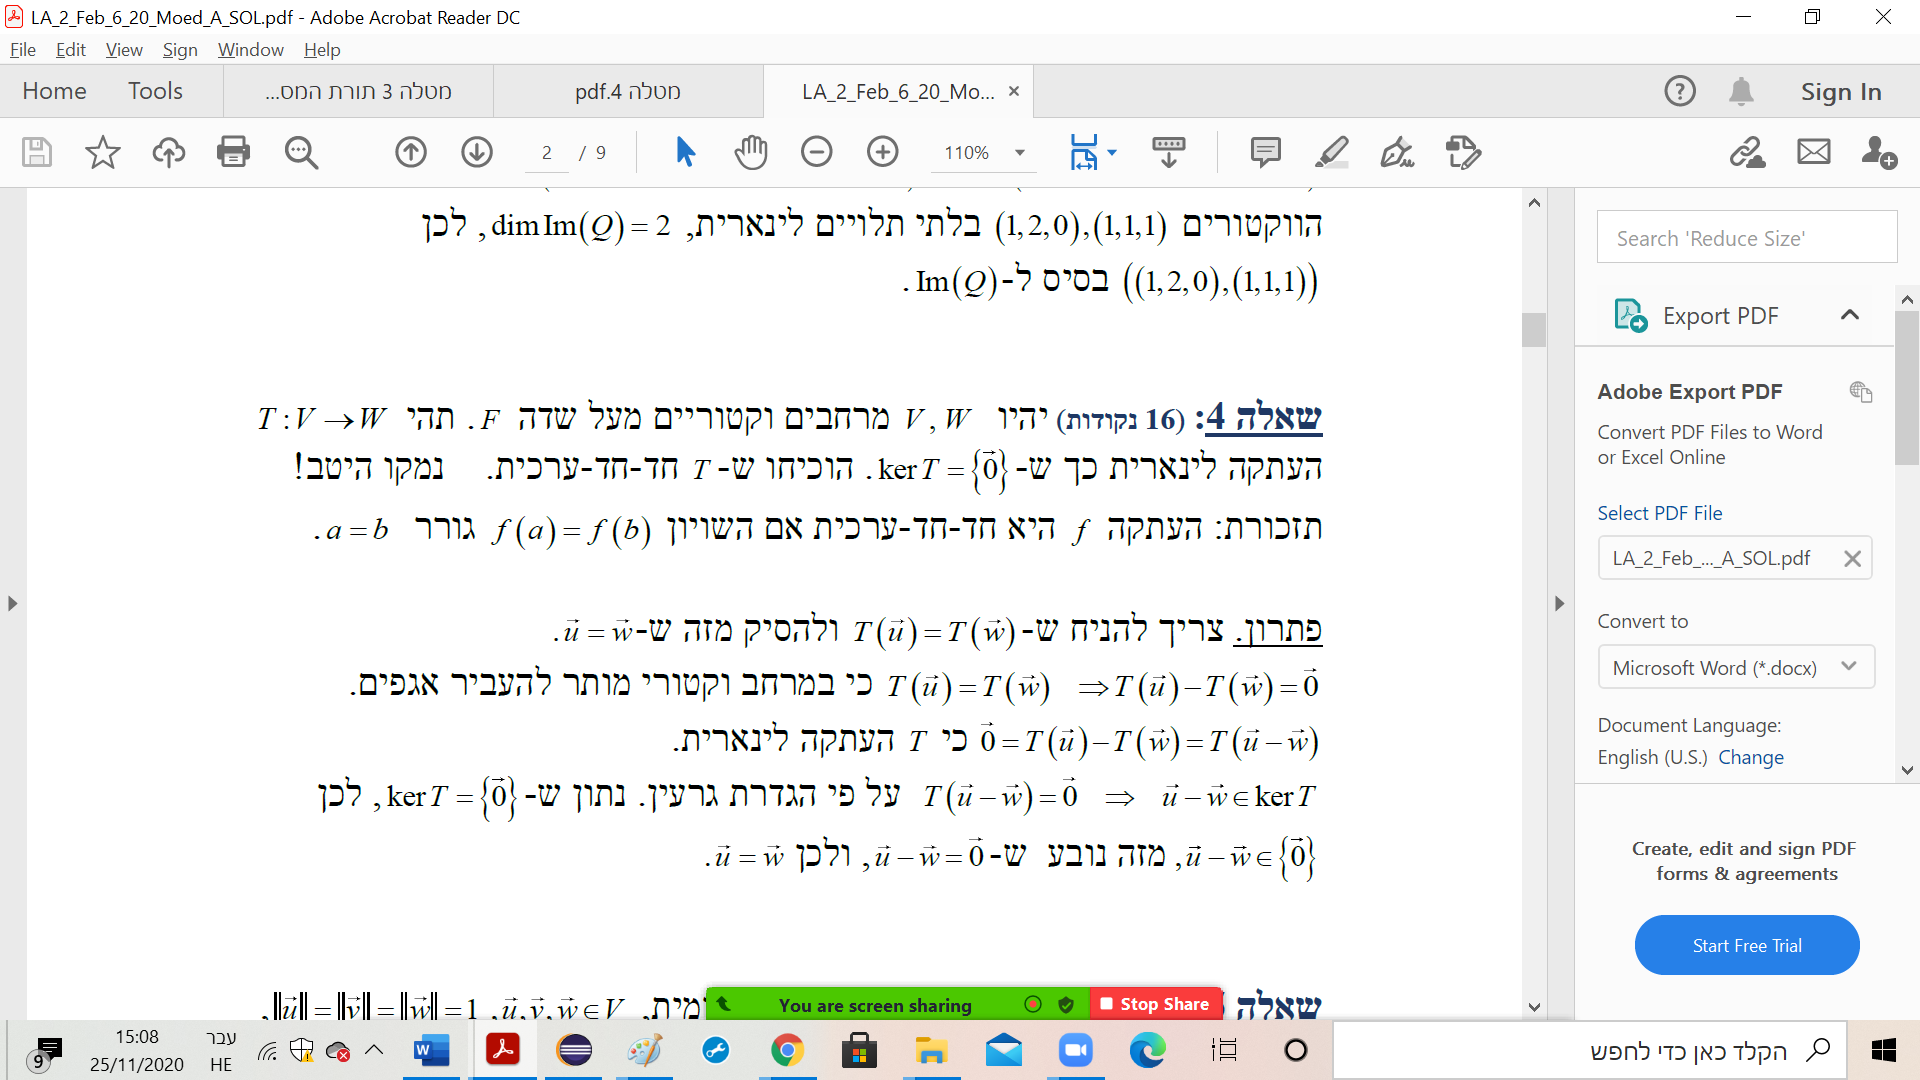 LA_2_Feb_6_20_Moed_A_SOL.pdf - Adobe Acrobat Reader DC
File Edit View Sign Window Help
Home Tools מטלה 3 תורת המס... מטלה 4.pdf LA_2_Feb_6_20_Mo... × ? Sign In
2 / 9 110%
הווקטורים (1,2,0),(1,1,1) בלתי תלויים לינארית, dim Im(Q) = 2, לכן
((1,2,0),(1,1,1)) בסיס ל-Im(Q).
שאלה 4: (16 נקודות) יהיו V,W מרחבים וקטוריים מעל שדה F. תהי T:V→W
העתקה לינארית כך ש- ker T = {0⃗}. הוכיחו ש- T חד-חד-ערכית. נמקו היטב!
תזכורת: העתקה f היא חד-חד-ערכית אם השויון f(a)=f(b) גורר a=b.
פתרון. צריך להניח ש-T(u⃗)=T(w⃗) ולהסיק מזה ש-u⃗=w⃗.
T(u⃗)=T(w⃗) ⇒T(u⃗)−T(w⃗)=0⃗ כי במרחב וקטורי מותר להעביר אגפים.
0⃗=T(u⃗)−T(w⃗)=T(u⃗−w⃗) כי T העתקה לינארית.
T(u⃗−w⃗)=0⃗ ⇒ u⃗−w⃗∈ker T על פי הגדרת גרעין. נתון ש- ker T={0⃗}, לכן
u⃗−w⃗∈{0⃗}, מזה נובע ש-u⃗−w⃗=0⃗, ולכן u⃗=w⃗.
שאלה ימית, u⃗,v⃗,w⃗∈V, ‖u⃗‖=‖v⃗‖=‖w⃗‖=1,
You are screen sharing Stop Share
Search 'Reduce Size'
Export PDF
Adobe Export PDF
Convert PDF Files to Word
or Excel Online
Select PDF File
LA_2_Feb_..._A_SOL.pdf
Convert to
Microsoft Word (*.docx)
Document Language:
English (U.S.) Change
Create, edit and sign PDF
forms & agreements
Start Free Trial
9 15:08 עבר
25/11/2020 HE
הקלד כאן כדי לחפש